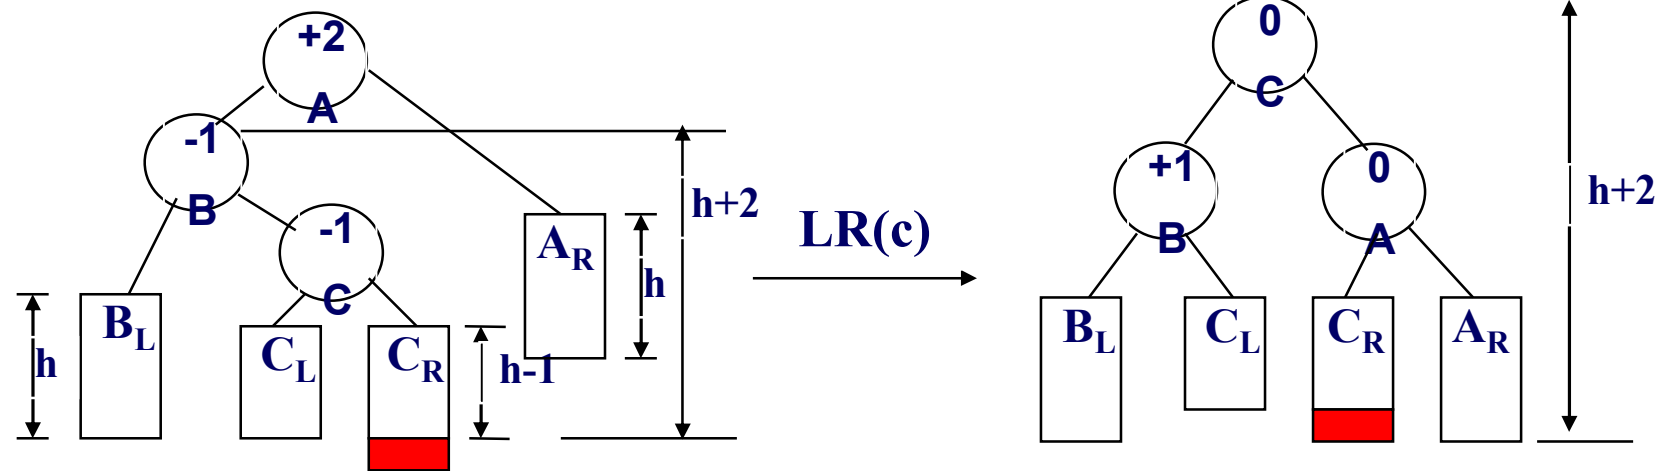 +2
A
-1
B
-1
C
A_R
h
h+2
B_L
h
C_L
C_R
h-1
LR(c)
0
C
+1
B
0
A
h+2
B_L
C_L
C_R
A_R